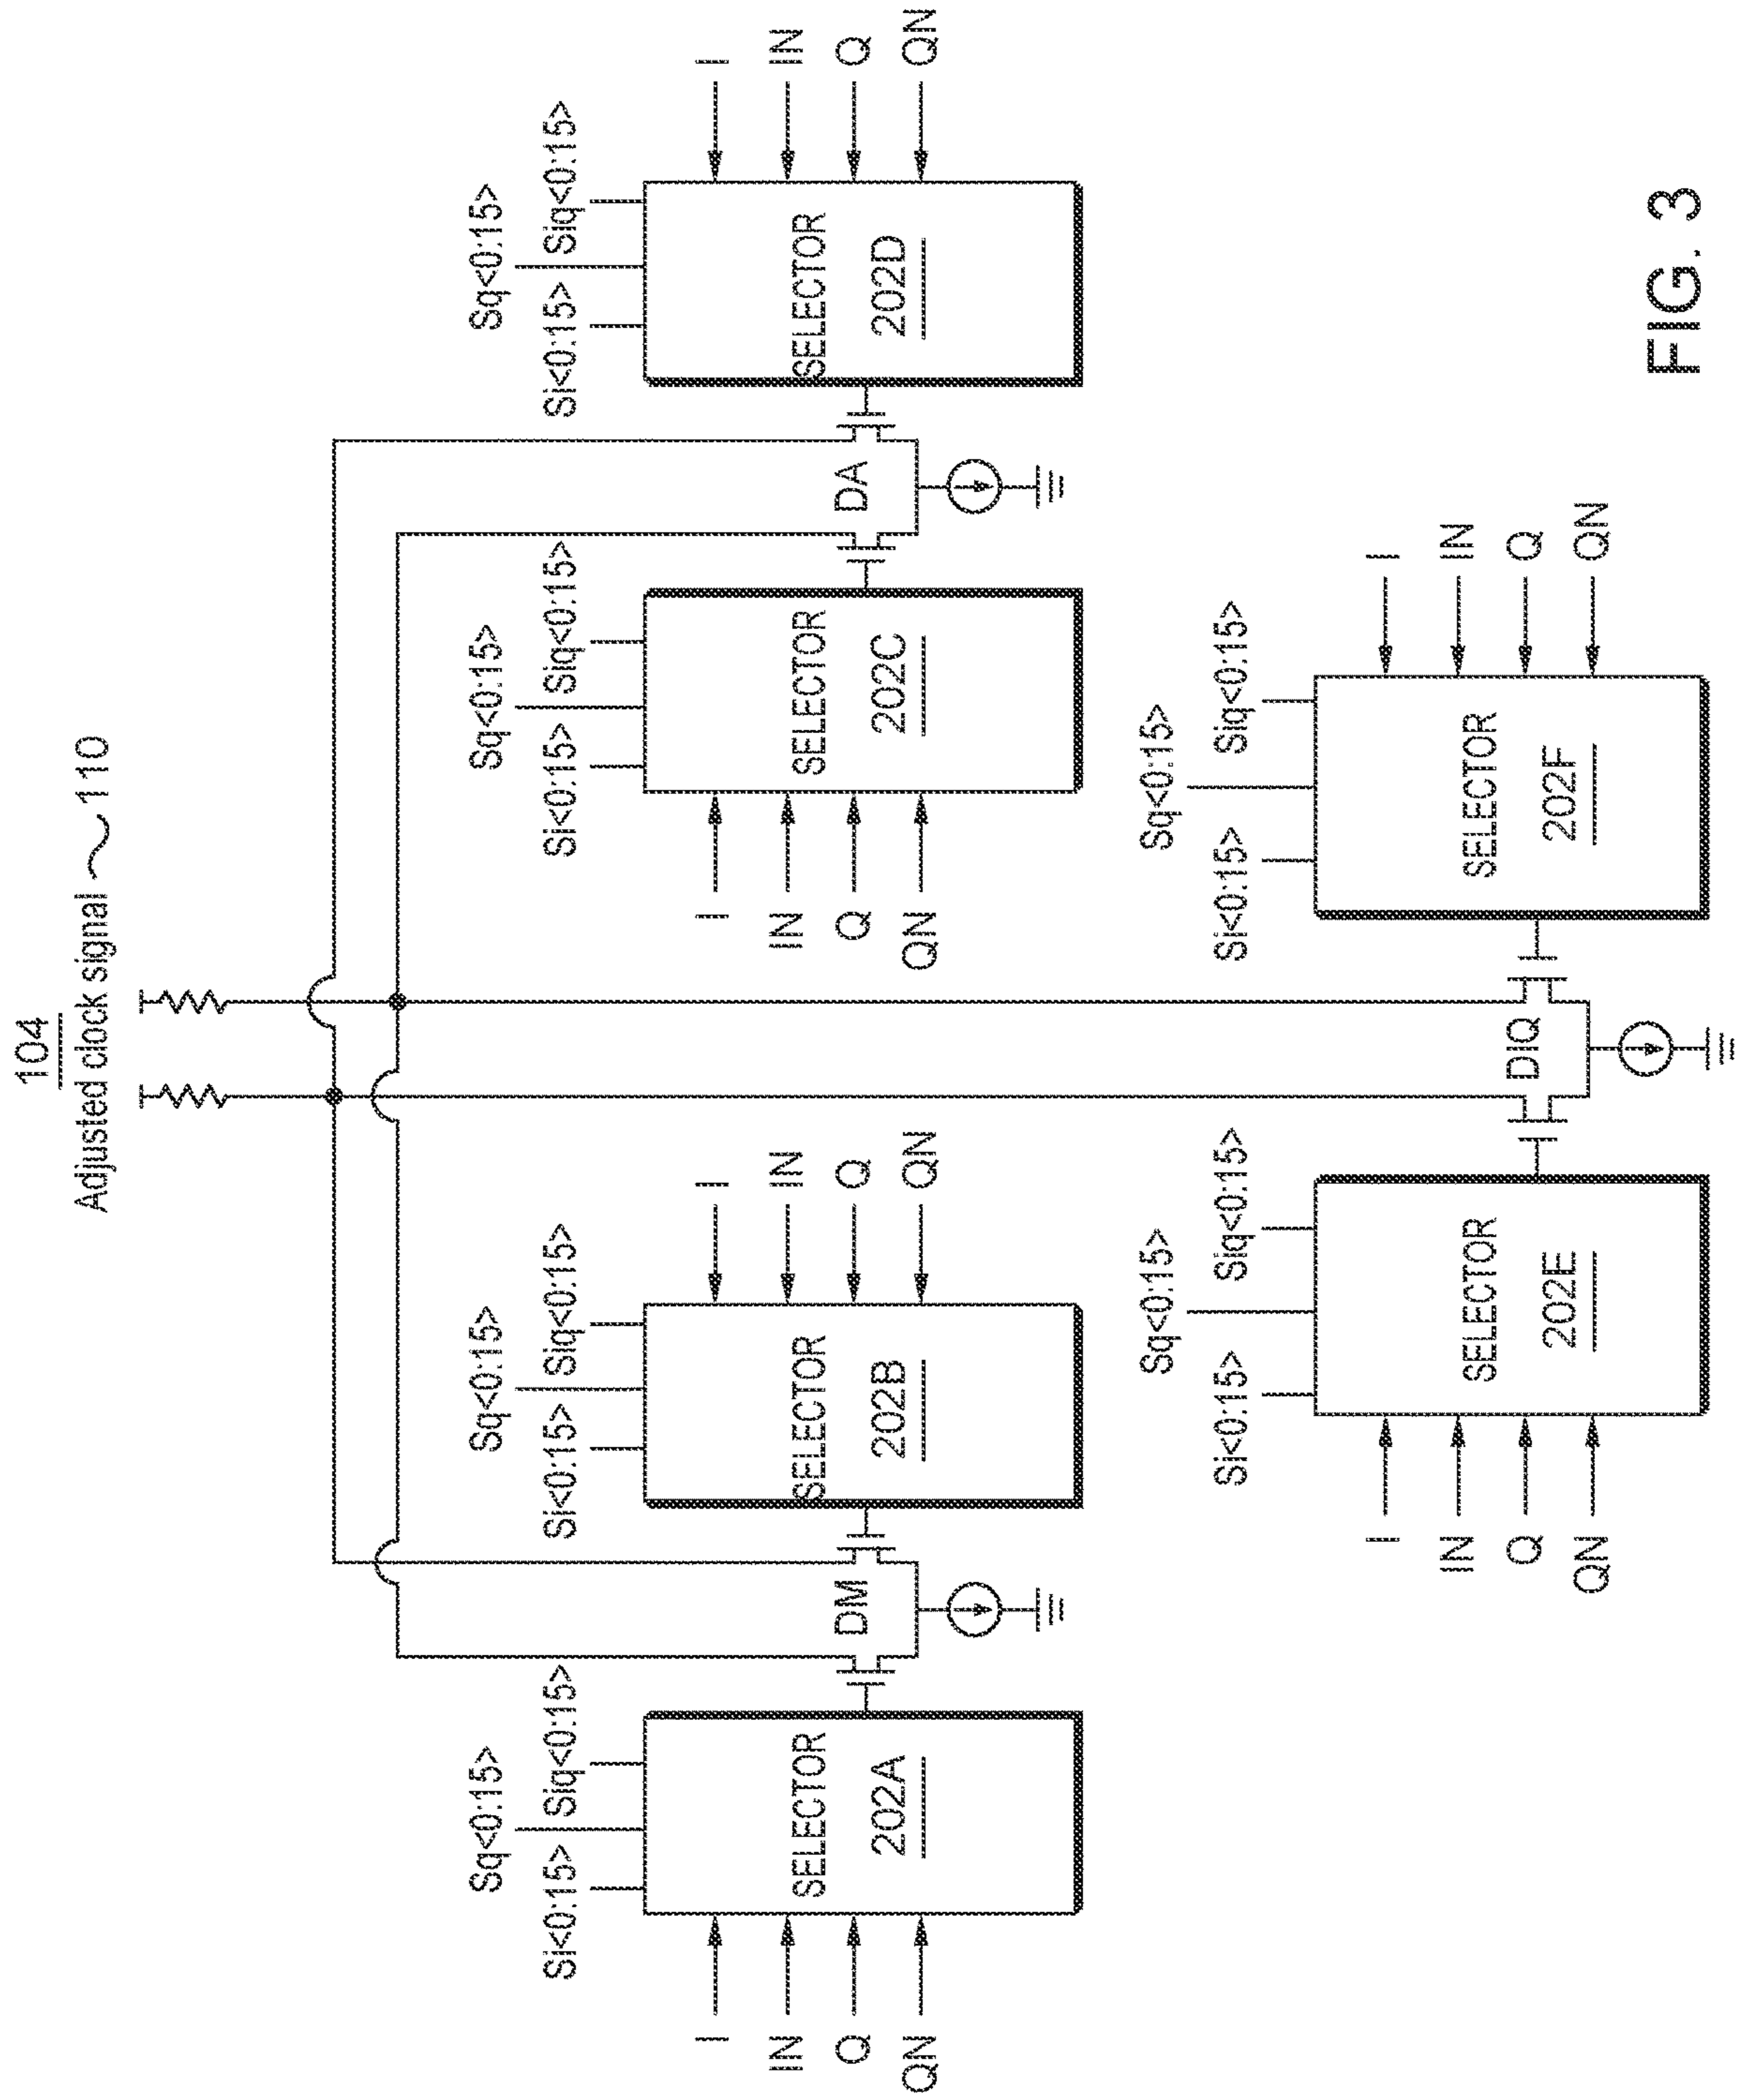 104
Adjusted clock signal 110
Sq<0:15>
Si<0:15> Siq<0:15>
I
IN
Q
QN
SELECTOR
202A
DM
Sq<0:15>
Si<0:15> Siq<0:15>
SELECTOR
202B
I
IN
Q
QN
Sq<0:15>
Si<0:15> Siq<0:15>
I
IN
Q
QN
SELECTOR
202C
DA
Sq<0:15>
Si<0:15> Siq<0:15>
SELECTOR
202D
I
IN
Q
QN
Sq<0:15>
Si<0:15> Siq<0:15>
I
IN
Q
QN
SELECTOR
202E
DIQ
Sq<0:15>
Si<0:15> Siq<0:15>
SELECTOR
202F
I
IN
Q
QN
FIG. 3